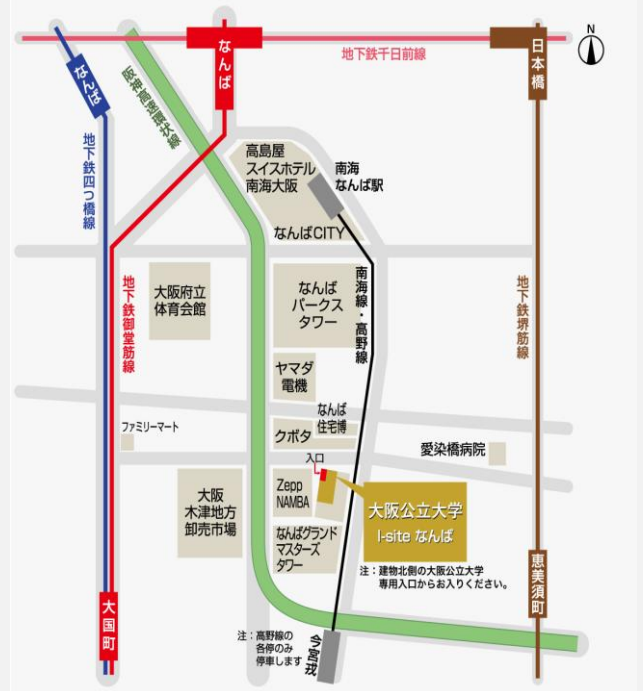 N
地下鉄千日前線
なんば
なんば
日本橋
阪神高速環状線
地下鉄四つ橋線
高島屋
スイスホテル
南海大阪
南海
なんば駅
なんばCITY
地下鉄御堂筋線
大阪府立
体育会館
なんば
パークス
タワー
南海線・高野線
地下鉄堺筋線
ヤマダ
電機
なんば
住宅博
クボタ
ファミリーマート
愛染橋病院
入口
大阪
木津地方
卸売市場
Zepp
NAMBA
大阪公立大学
I-site なんば
なんばグランド
マスターズ
タワー
注：建物北側の大阪公立大学
専用入口からお入りください。
恵美須町
大国町
注：高野線の
各停のみ
停車します
今宮戎